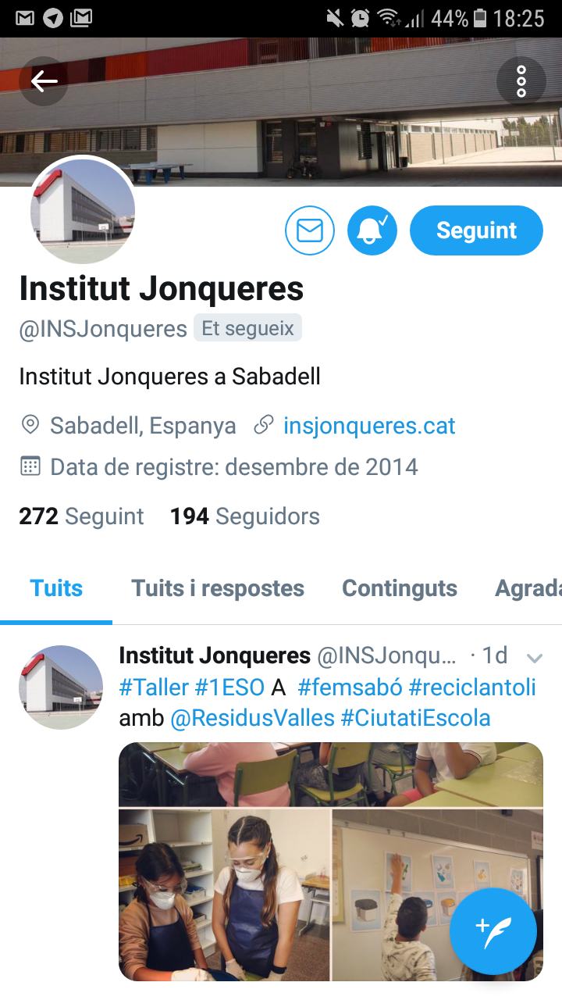 44% 18:25
Seguint
Institut Jonqueres
@INSJonqueres Et segueix
Institut Jonqueres a Sabadell
Sabadell, Espanya insjonqueres.cat
Data de registre: desembre de 2014
272 Seguint 194 Seguidors
Tuits Tuits i respostes Continguts Agrada
Institut Jonqueres @INSJonqu... · 1d
#Taller #1ESO A #femsabó #reciclantoli
amb @ResidusValles #CiutatiEscola